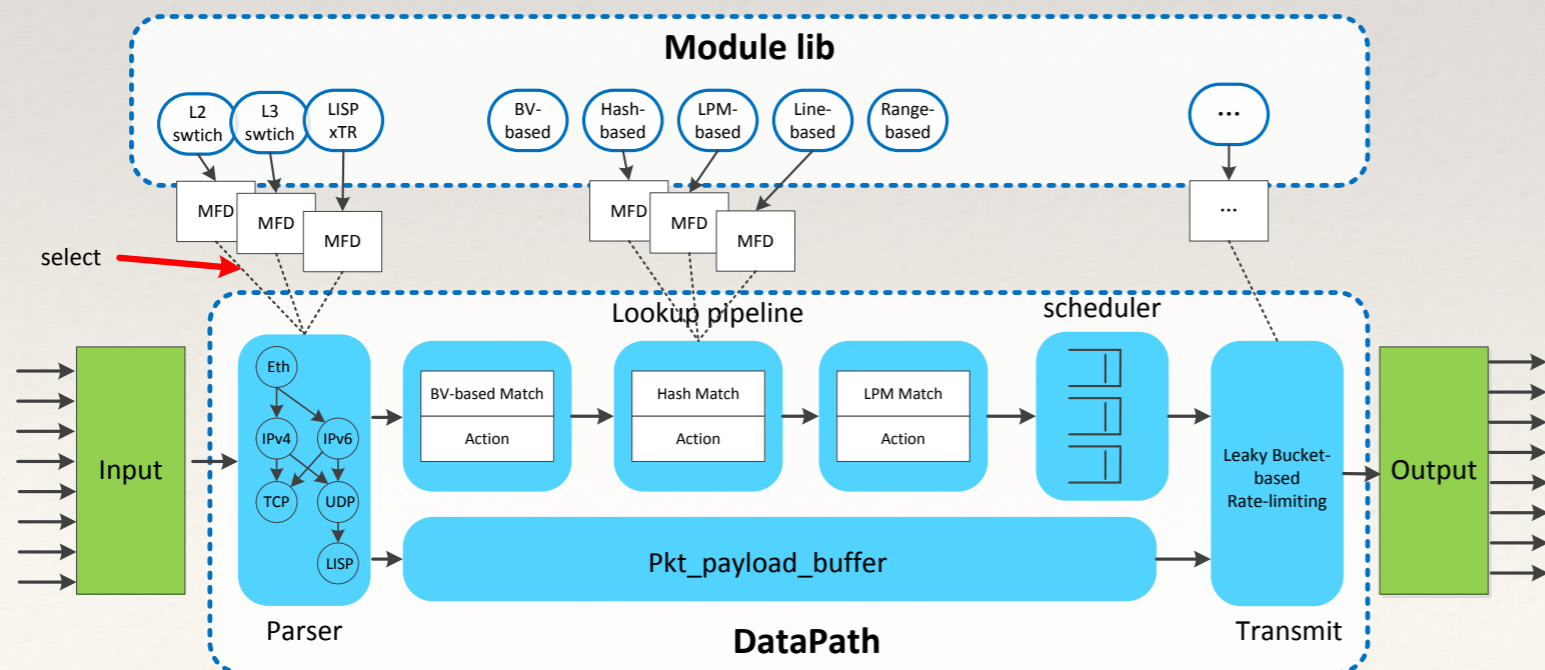 Module lib
L2
swtich
L3
swtich
LISP
xTR
BV-
based
Hash-
based
LPM-
based
Line-
based
Range-
based
...
MFD
MFD
MFD
MFD
MFD
MFD
...
select
Lookup pipeline
scheduler
Input
Eth
IPv4
IPv6
TCP
UDP
LISP
BV-based Match
Action
Hash Match
Action
LPM Match
Action
Leaky Bucket-
based
Rate-limiting
Output
Pkt_payload_buffer
Parser
DataPath
Transmit